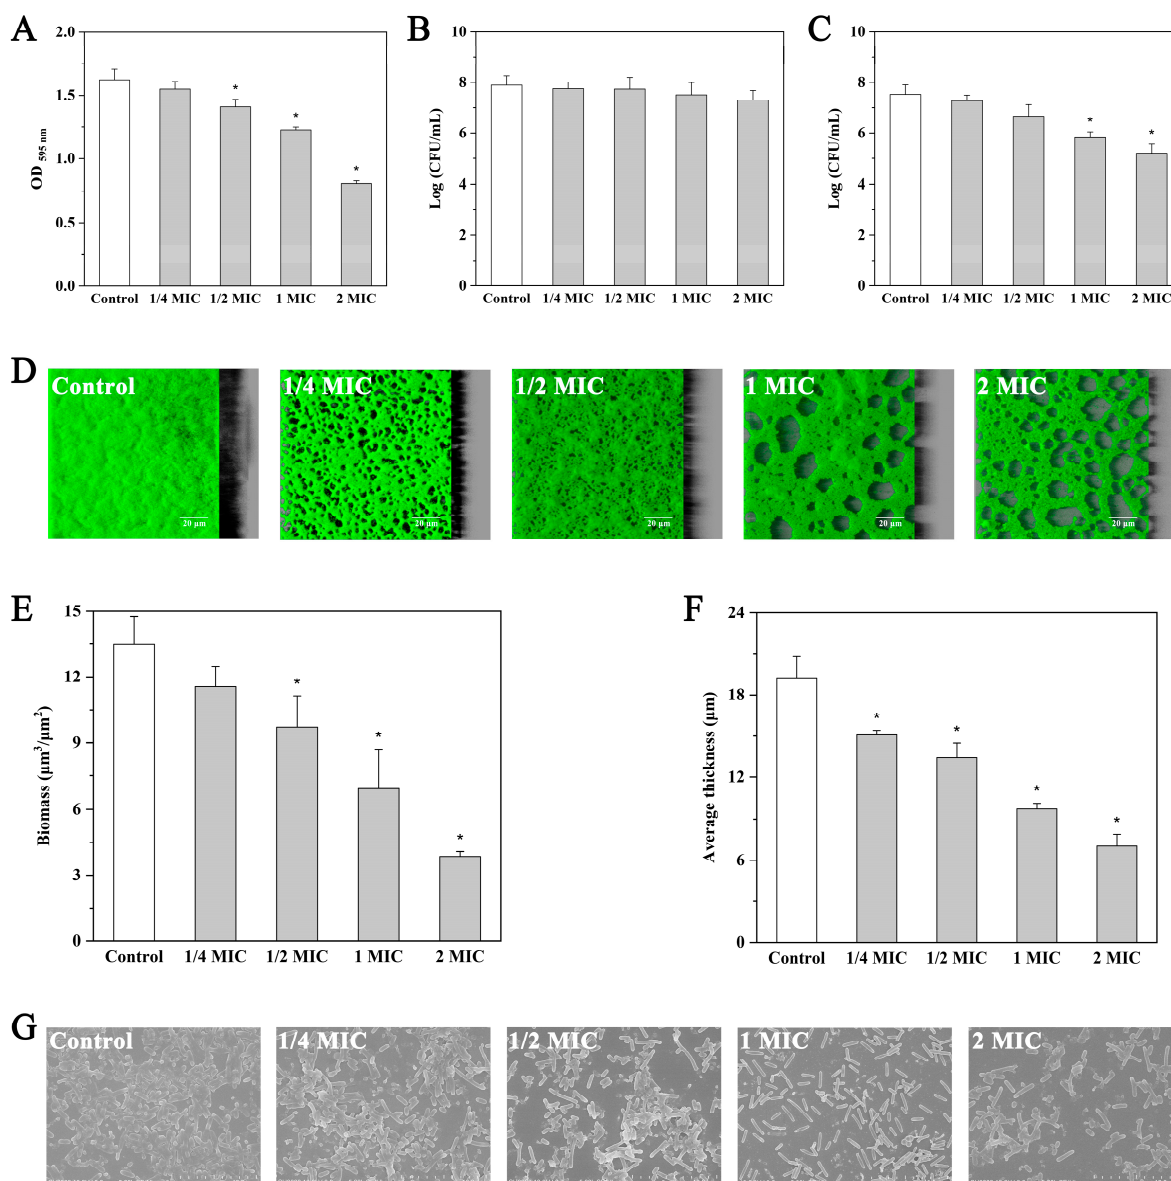 A
2.0
1.5
1.0
0.5
0.0
OD 595 nm
*
*
*
Control 1/4 MIC 1/2 MIC 1 MIC 2 MIC
B
10
8
6
4
2
0
Log (CFU/mL)
Control 1/4 MIC 1/2 MIC 1 MIC 2 MIC
C
10
8
6
4
2
0
Log (CFU/mL)
*
*
Control 1/4 MIC 1/2 MIC 1 MIC 2 MIC
D
Control
20 μm
1/4 MIC
20 μm
1/2 MIC
20 μm
1 MIC
20 μm
2 MIC
20 μm
E
15
12
9
6
3
0
Biomass (μm³/μm²)
*
*
*
Control 1/4 MIC 1/2 MIC 1 MIC 2 MIC
F
24
18
12
6
0
Average thickness (μm)
*
*
*
*
Control 1/4 MIC 1/2 MIC 1 MIC 2 MIC
G
Control
1/4 MIC
1/2 MIC
1 MIC
2 MIC